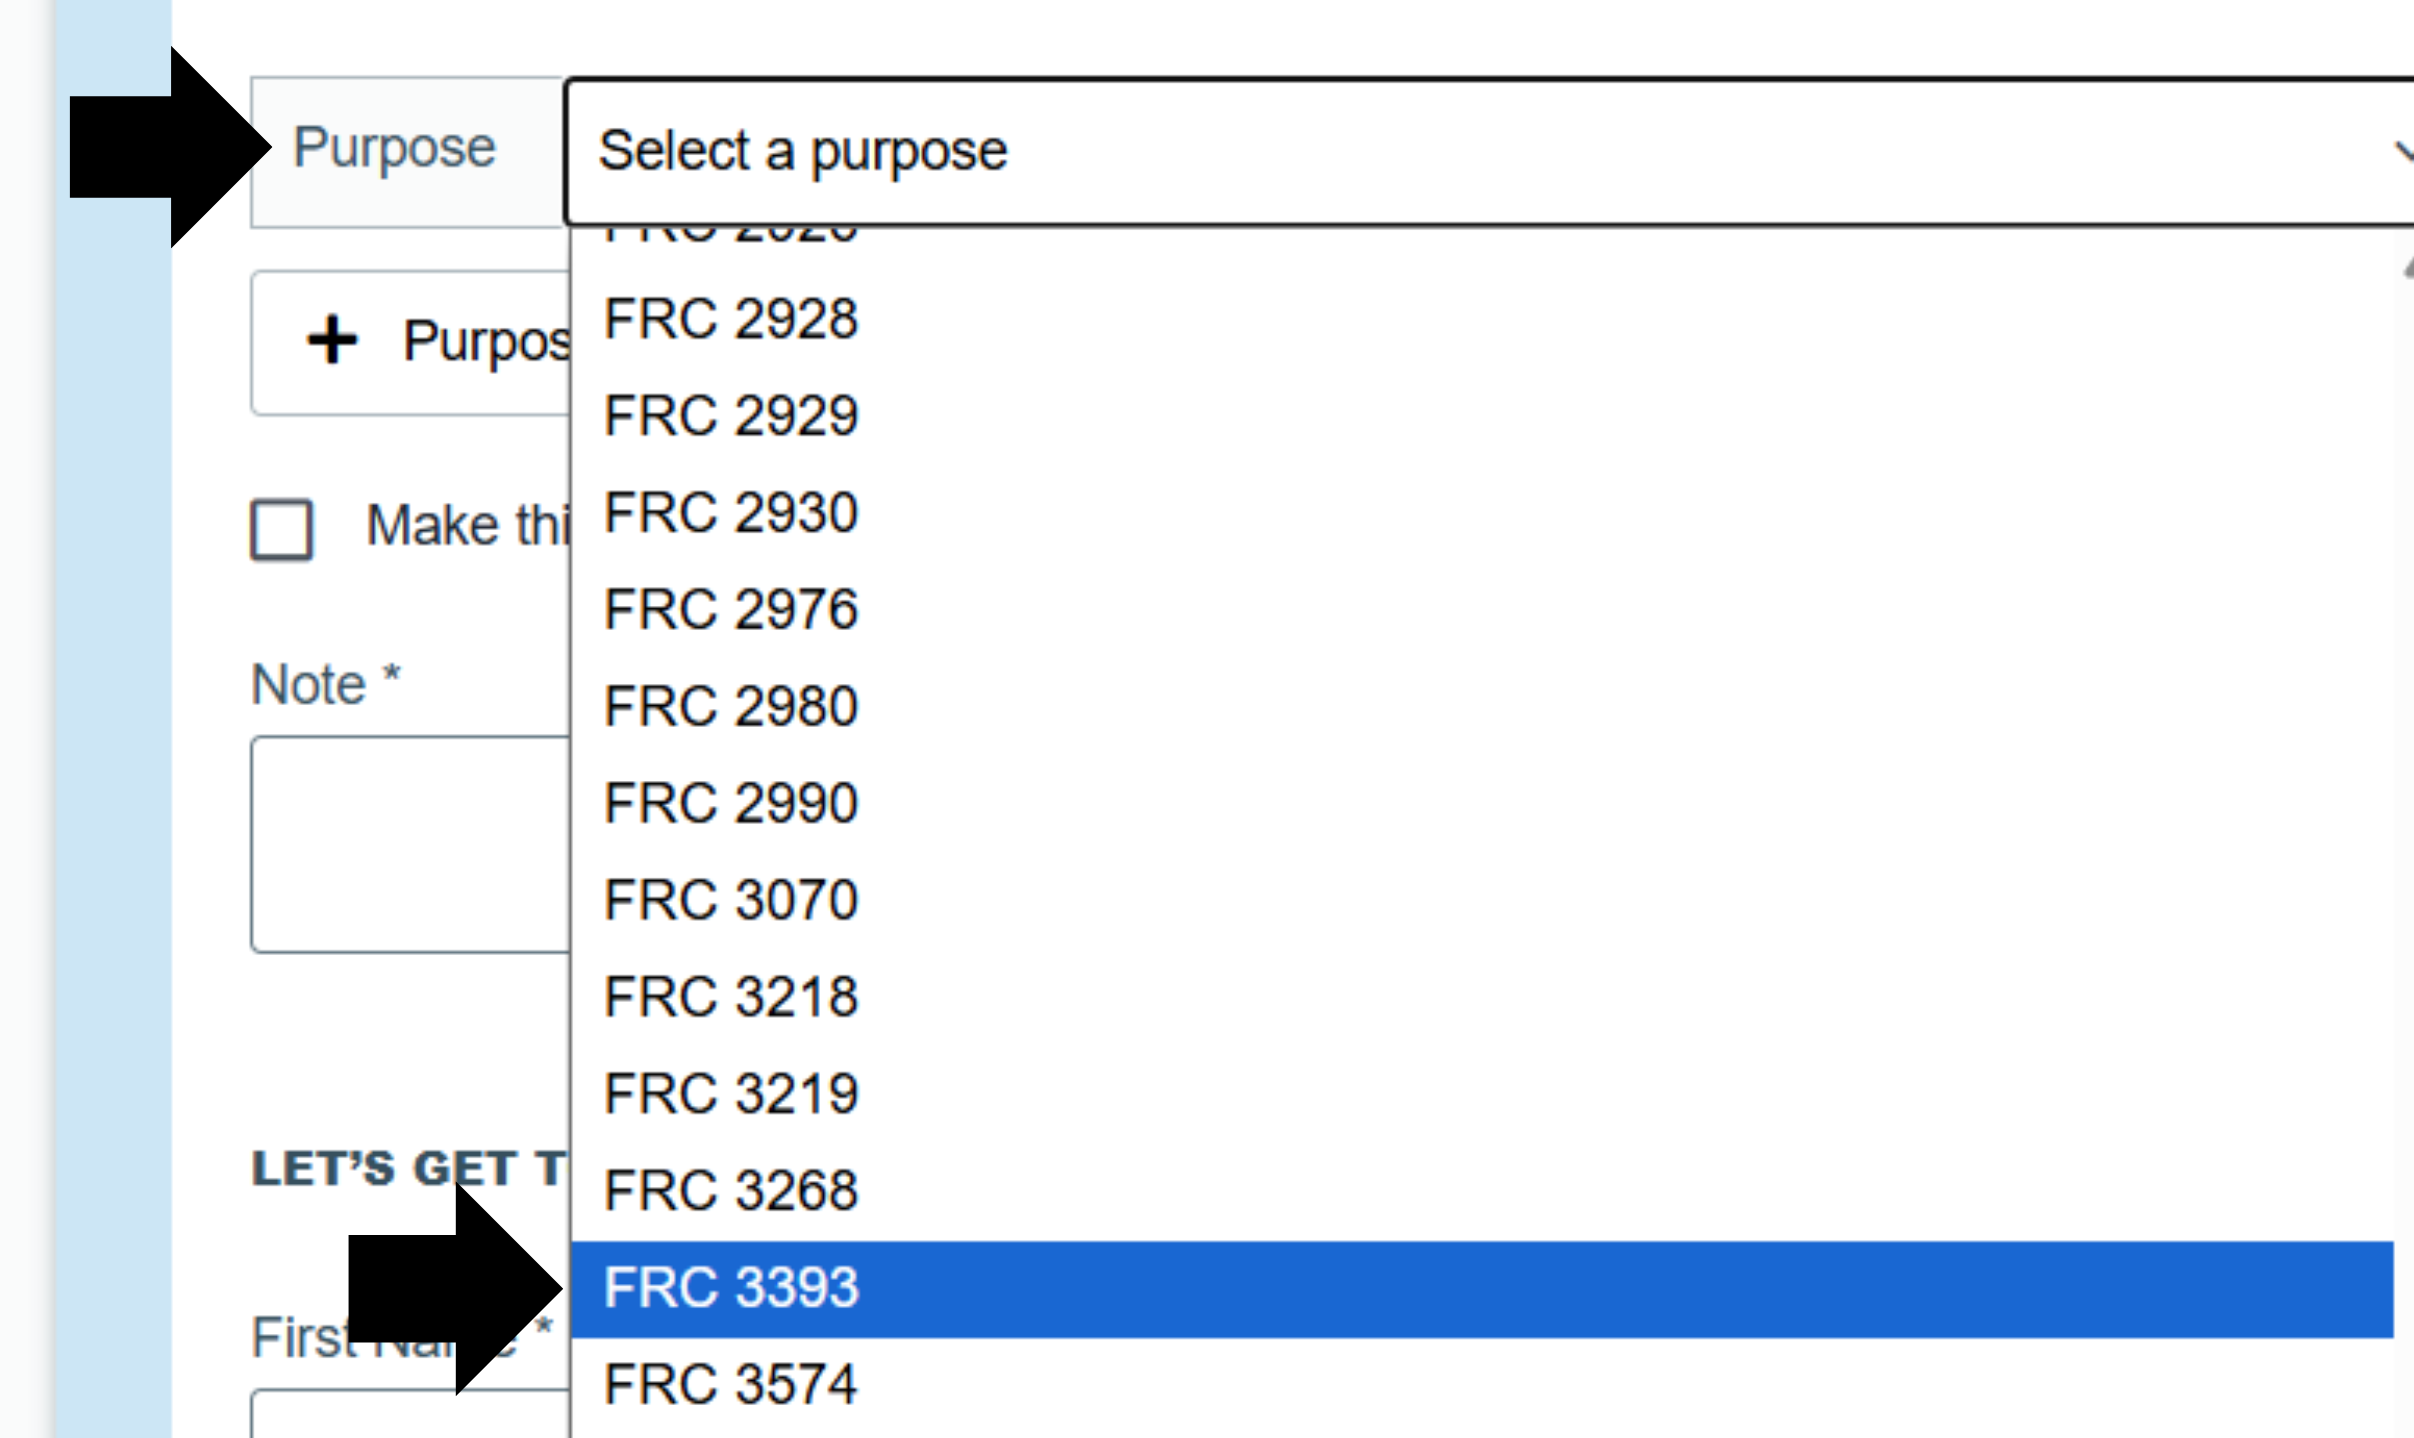 Purpose
Select a purpose
FRC 2928
FRC 2929
FRC 2930
FRC 2976
FRC 2980
FRC 2990
FRC 3070
FRC 3218
FRC 3219
FRC 3268
FRC 3393
FRC 3574
Purpos
Make thi
Note *
LET’S GET T
First *